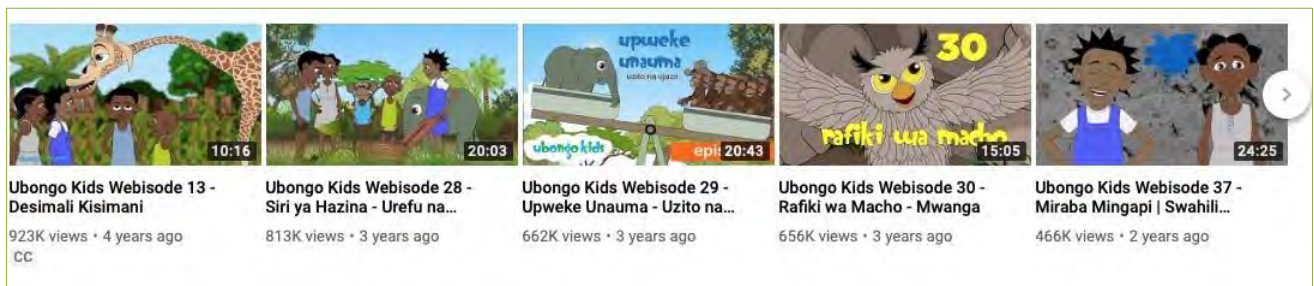 10:16
upweke
unauma
uzito na ujazo
30
rafiki wa macho
20:03
ubongo kids
20:43
15:05
24:25
Ubongo Kids Webisode 13 -
Desimali Kisimani
923K views • 4 years ago
CC
Ubongo Kids Webisode 28 -
Siri ya Hazina - Urefu na...
813K views • 3 years ago
Ubongo Kids Webisode 29 -
Upweke Unauma - Uzito na...
662K views • 3 years ago
Ubongo Kids Webisode 30 -
Rafiki wa Macho - Mwanga
656K views • 3 years ago
Ubongo Kids Webisode 37 -
Miraba Mingapi | Swahili...
466K views • 2 years ago